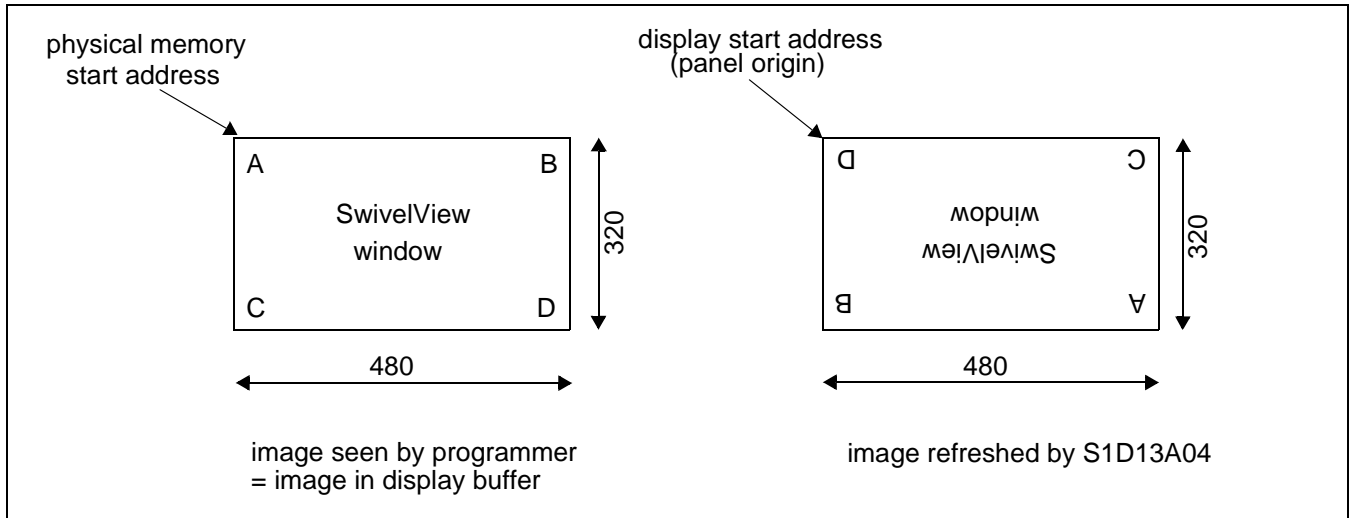 physical memory
start address
A
B
SwivelView
window
C
D
320
480
image seen by programmer
= image in display buffer
display start address
(panel origin)
D
C
window
SwivelView
B
A
320
480
image refreshed by S1D13A04